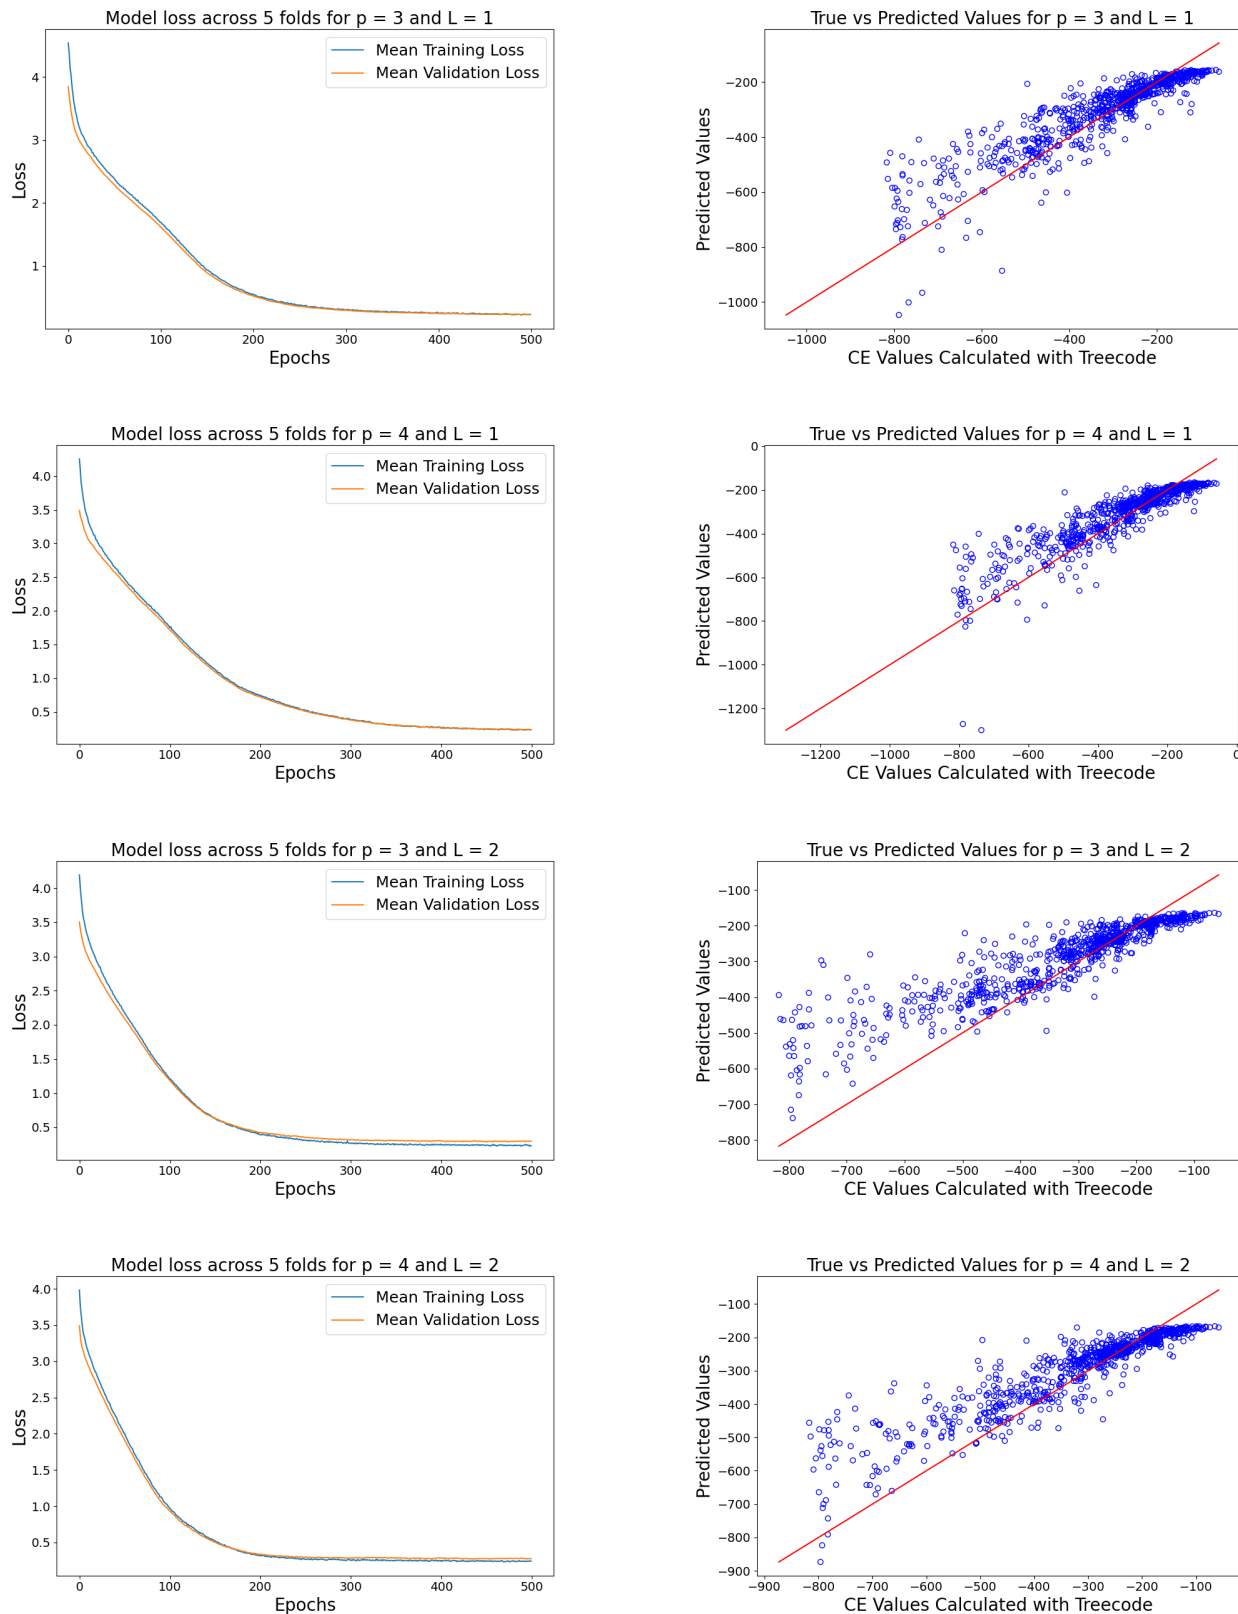 Model loss across 5 folds for p = 3 and L = 1
Mean Training Loss
Mean Validation Loss
4
3
2
1
Loss
0 100 200 300 400 500
Epochs
True vs Predicted Values for p = 3 and L = 1
−200
−400
−600
−800
−1000
Predicted Values
−1000 −800 −600 −400 −200
CE Values Calculated with Treecode
Model loss across 5 folds for p = 4 and L = 1
Mean Training Loss
Mean Validation Loss
4.0
3.5
3.0
2.5
2.0
1.5
1.0
0.5
Loss
0 100 200 300 400 500
Epochs
True vs Predicted Values for p = 4 and L = 1
0
−200
−400
−600
−800
−1000
−1200
Predicted Values
−1200 −1000 −800 −600 −400 −200 0
CE Values Calculated with Treecode
Model loss across 5 folds for p = 3 and L = 2
Mean Training Loss
Mean Validation Loss
4.0
3.5
3.0
2.5
2.0
1.5
1.0
0.5
Loss
0 100 200 300 400 500
Epochs
True vs Predicted Values for p = 3 and L = 2
−100
−200
−300
−400
−500
−600
−700
−800
Predicted Values
−800 −700 −600 −500 −400 −300 −200 −100
CE Values Calculated with Treecode
Model loss across 5 folds for p = 4 and L = 2
Mean Training Loss
Mean Validation Loss
4.0
3.5
3.0
2.5
2.0
1.5
1.0
0.5
Loss
0 100 200 300 400 500
Epochs
True vs Predicted Values for p = 4 and L = 2
−100
−200
−300
−400
−500
−600
−700
−800
−900
Predicted Values
−900 −800 −700 −600 −500 −400 −300 −200 −100
CE Values Calculated with Treecode